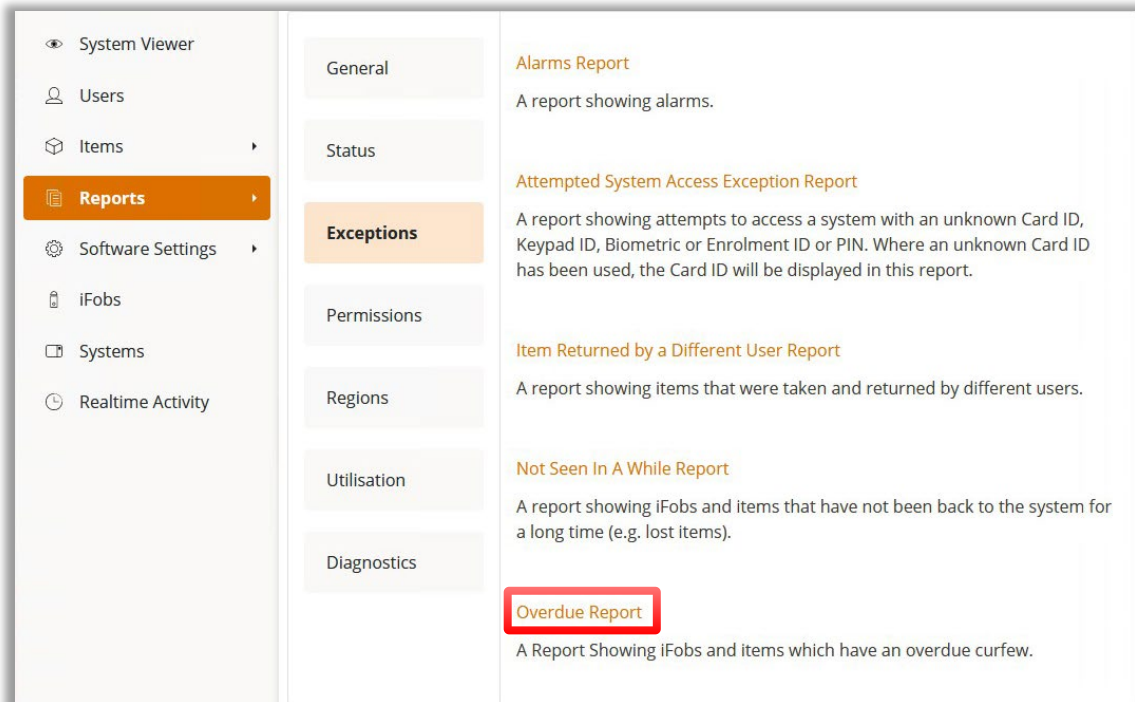 System Viewer
Users
Items
Reports
Software Settings
iFobs
Systems
Realtime Activity
General
Status
Exceptions
Permissions
Regions
Utilisation
Diagnostics
Alarms Report
A report showing alarms.
Attempted System Access Exception Report
A report showing attempts to access a system with an unknown Card ID,
Keypad ID, Biometric or Enrolment ID or PIN. Where an unknown Card ID
has been used, the Card ID will be displayed in this report.
Item Returned by a Different User Report
A report showing items that were taken and returned by different users.
Not Seen In A While Report
A report showing iFobs and items that have not been back to the system for
a long time (e.g. lost items).
Overdue Report
A Report Showing iFobs and items which have an overdue curfew.